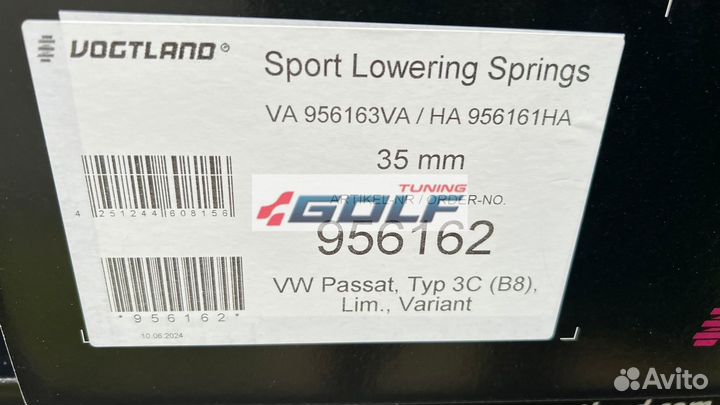 VOGTLAND®
Sport Lowering Springs
VA 956163VA / HA 956161HA
35 mm
ARTIKEL-NR / ORDER-NO.
TUNING
GOLF
956162
4 251244 608156
VW Passat, Typ 3C (B8),
Lim., Variant
*956162*
10.06.2024
Avito